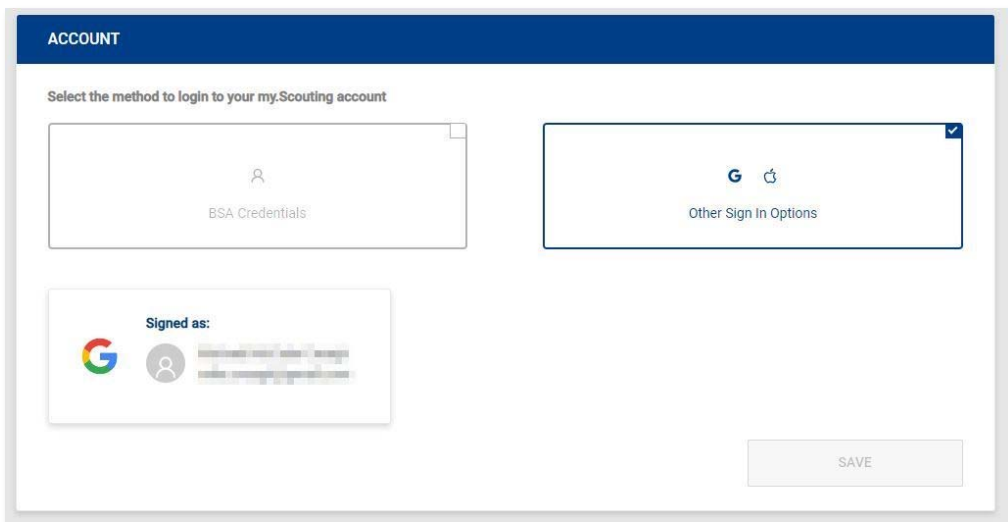 ACCOUNT
Select the method to login to your my.Scouting account
BSA Credentials
Other Sign In Options
Signed as:
SAVE